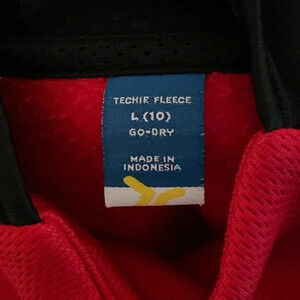 TECHIE FLEECE
L (10)
GO-DRY
MADE IN
INDONESIA